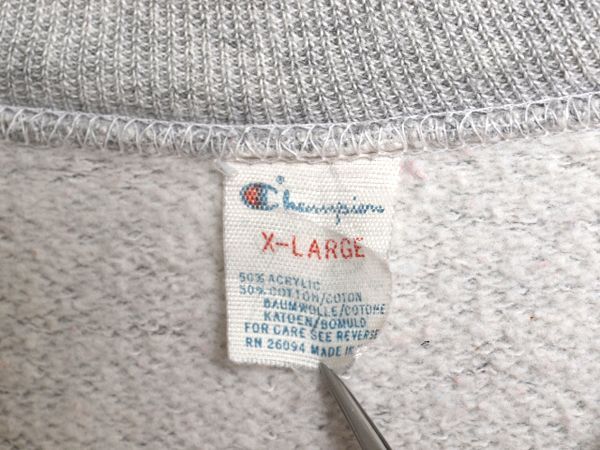 Champion
X-LARGE
50% ACRYLIC
50% COTTON/COTON
BAUMWOLLE/COTONE
KATOEN/BOMULD
FOR CARE SEE REVERSE
RN 26094 MADE IN